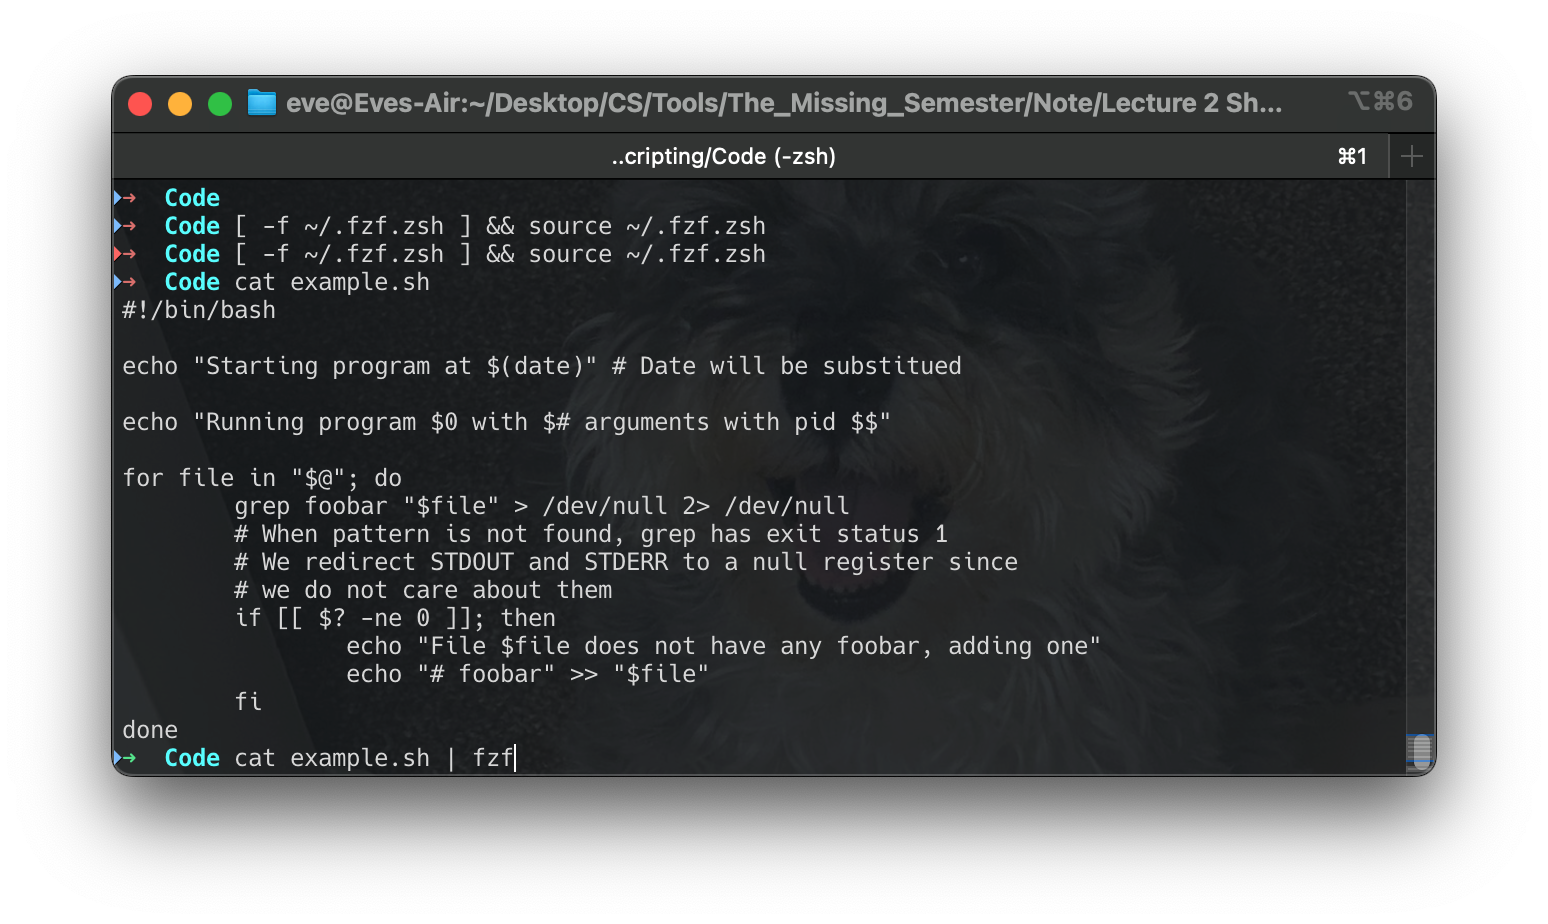 eve@Eves-Air:~/Desktop/CS/Tools/The_Missing_Semester/Note/Lecture 2 Sh... ⌥⌘6
..cripting/Code (-zsh) ⌘1 +
➜ Code
➜ Code [ -f ~/.fzf.zsh ] && source ~/.fzf.zsh
➜ Code [ -f ~/.fzf.zsh ] && source ~/.fzf.zsh
➜ Code cat example.sh
#!/bin/bash
echo "Starting program at $(date)" # Date will be substitued
echo "Running program $0 with $# arguments with pid $$"
for file in "$@"; do
        grep foobar "$file" > /dev/null 2> /dev/null
        # When pattern is not found, grep has exit status 1
        # We redirect STDOUT and STDERR to a null register since
        # we do not care about them
        if [[ $? -ne 0 ]]; then
                echo "File $file does not have any foobar, adding one"
                echo "# foobar" >> "$file"
        fi
done
➜ Code cat example.sh | fzf